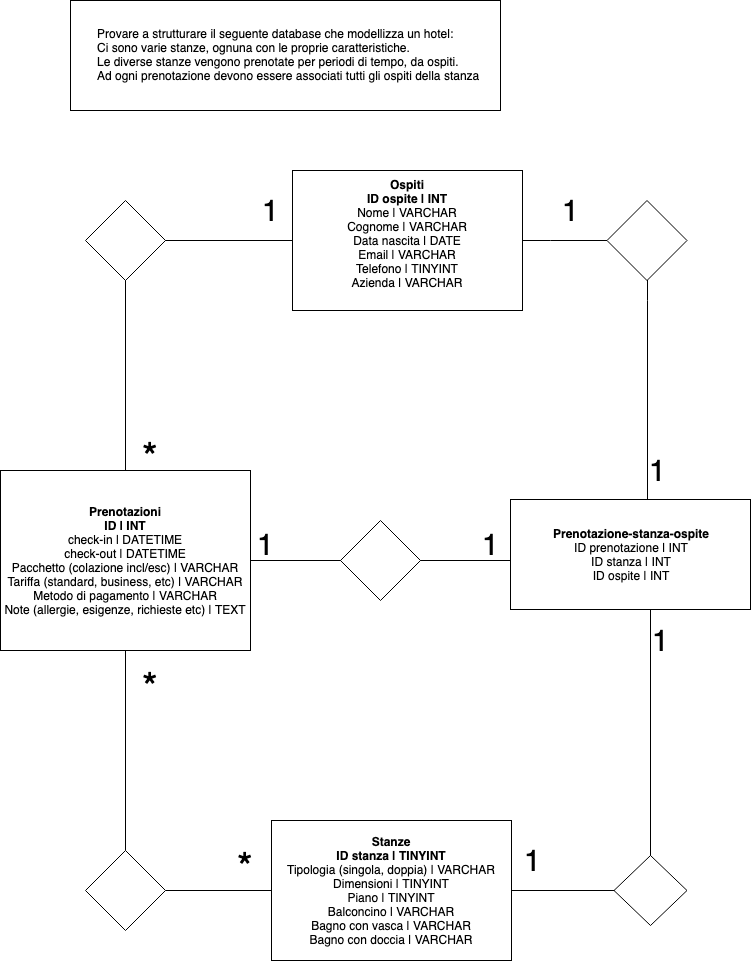 Provare a strutturare il seguente database che modellizza un hotel:
Ci sono varie stanze, ognuna con le proprie caratteristiche.
Le diverse stanze vengono prenotate per periodi di tempo, da ospiti.
Ad ogni prenotazione devono essere associati tutti gli ospiti della stanza
1
Ospiti
ID ospite | INT
Nome | VARCHAR
Cognome | VARCHAR
Data nascita | DATE
Email | VARCHAR
Telefono | TINYINT
Azienda | VARCHAR
1
*
1
Prenotazioni
ID | INT
check-in | DATETIME
check-out | DATETIME
Pacchetto (colazione incl/esc) | VARCHAR
Tariffa (standard, business, etc) | VARCHAR
Metodo di pagamento | VARCHAR
Note (allergie, esigenze, richieste etc) | TEXT
1
1
Prenotazione-stanza-ospite
ID prenotazione | INT
ID stanza | INT
ID ospite | INT
*
1
*
Stanze
ID stanza | TINYINT
Tipologia (singola, doppia) | VARCHAR
Dimensioni | TINYINT
Piano | TINYINT
Balconcino | VARCHAR
Bagno con vasca | VARCHAR
Bagno con doccia | VARCHAR
1